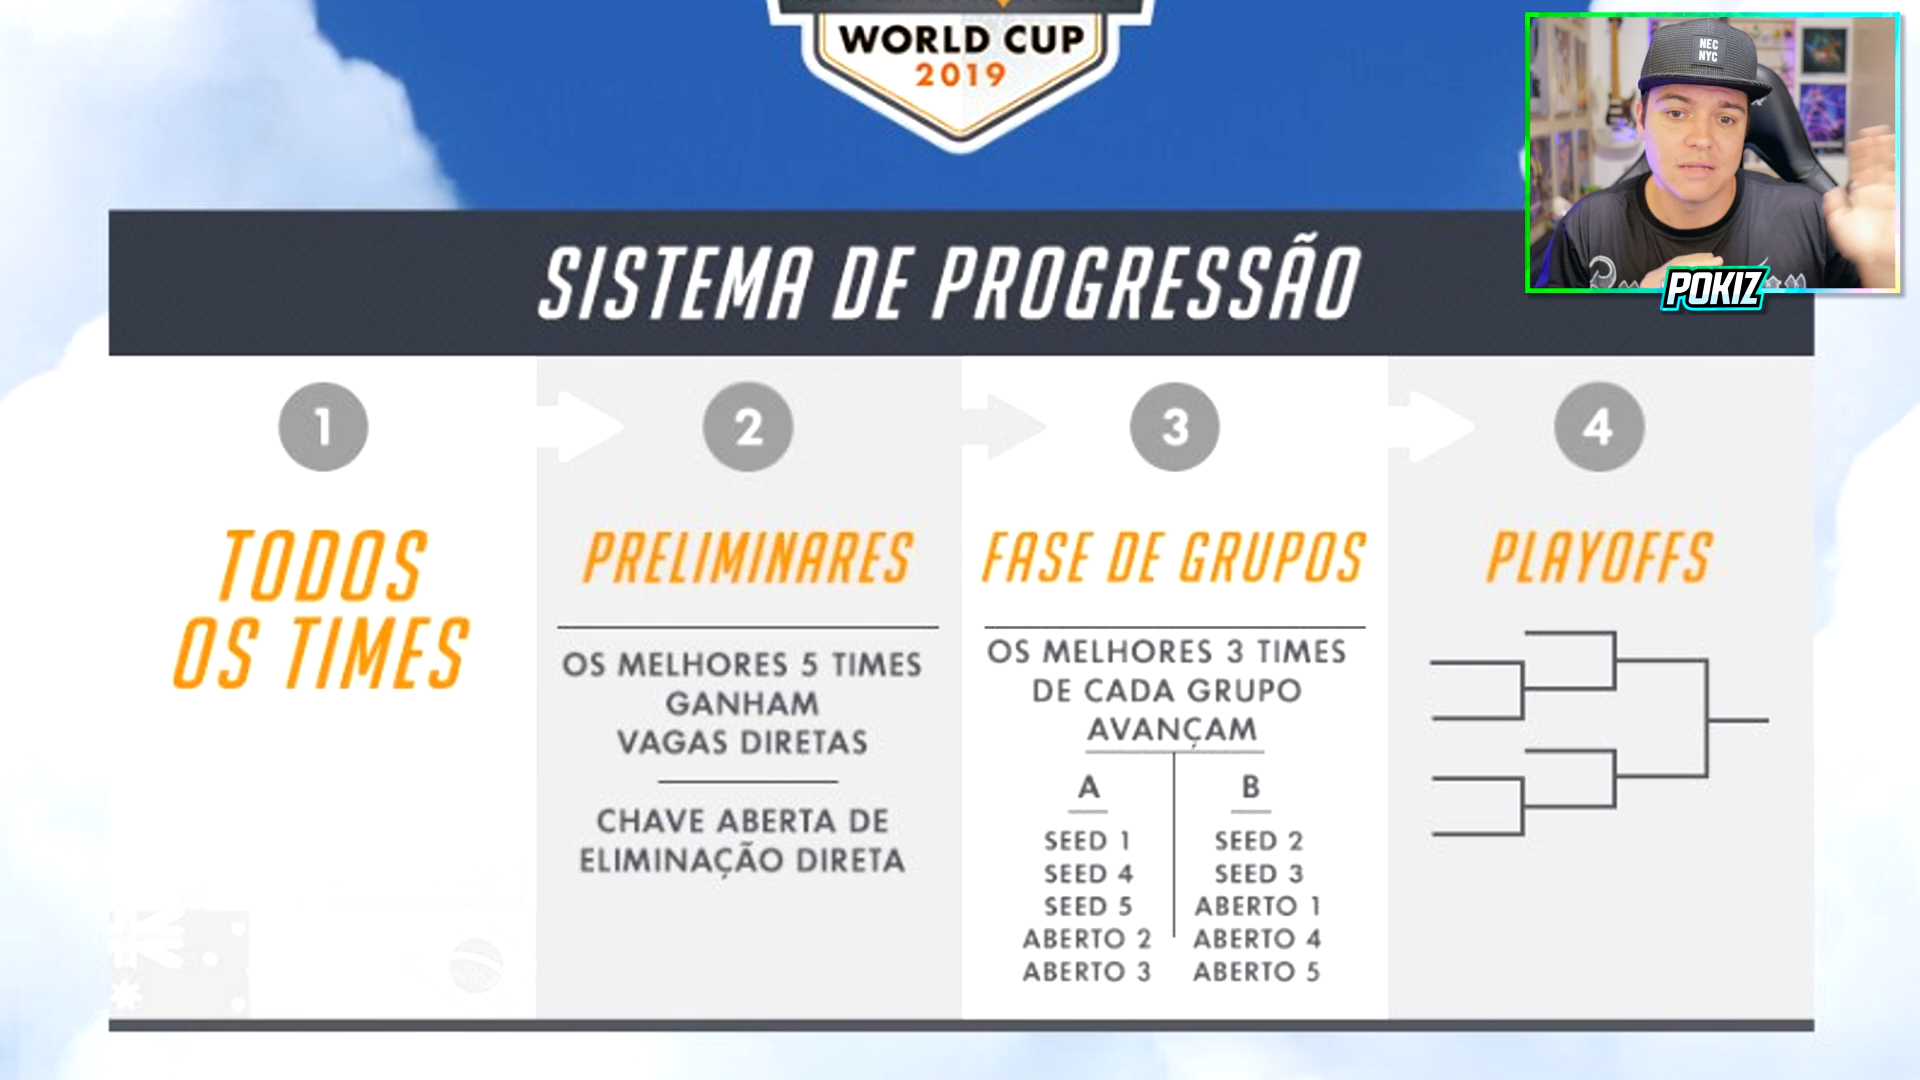 WORLD CUP
2019
NEC
NYC
POKIZ
SISTEMA DE PROGRESSÃO
1
2
3
4
TODOS
OS TIMES
PRELIMINARES
OS MELHORES 5 TIMES
GANHAM
VAGAS DIRETAS
CHAVE ABERTA DE
ELIMINAÇÃO DIRETA
FASE DE GRUPOS
OS MELHORES 3 TIMES
DE CADA GRUPO
AVANÇAM
A
SEED 1
SEED 4
SEED 5
ABERTO 2
ABERTO 3
B
SEED 2
SEED 3
ABERTO 1
ABERTO 4
ABERTO 5
PLAYOFFS